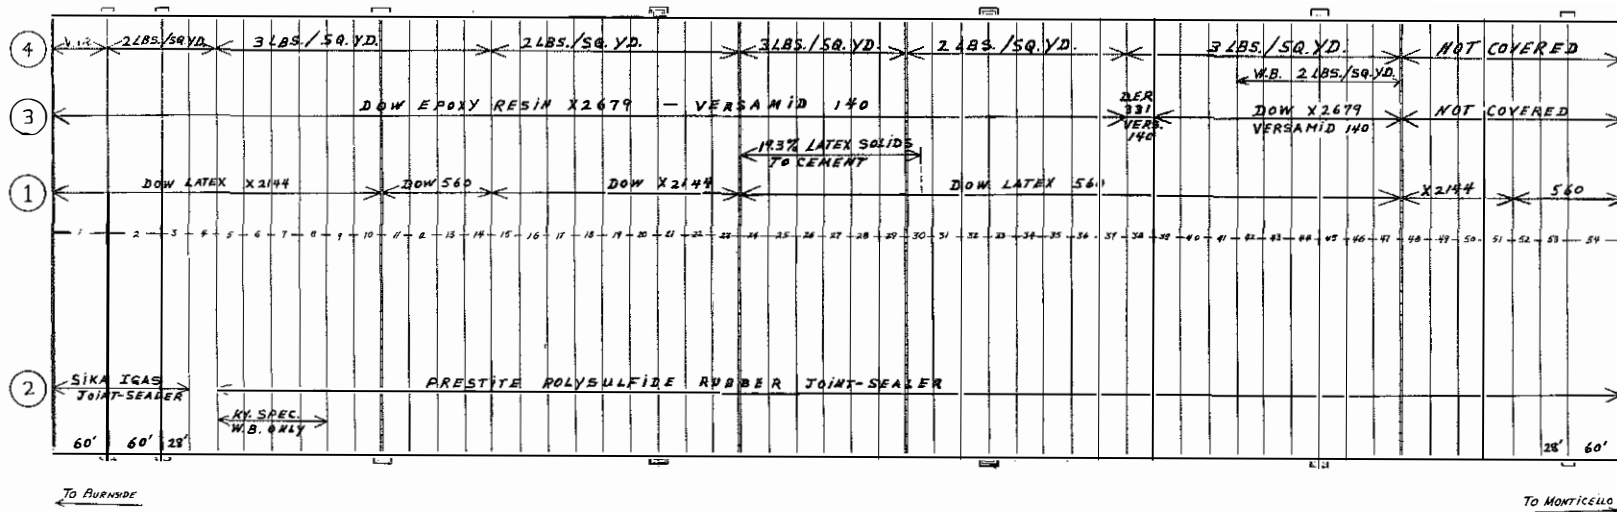 4 V.12 2 LBS./SQ.YD. 3 LBS./SQ.YD. 2 LBS./SQ.YD. 3 LBS./SQ.YD. 2 LBS./SQ.YD. 3 LBS./SQ.YD. NOT COVERED
W.B. 2 LBS./SQ.YD.
3 DOW EPOXY RESIN X2679 — VERSAMID 140 DER 331 VERS. 140 DOW X2679 VERSAMID 140 NOT COVERED
19.3% LATEX SOLIDS
TO CEMENT
1 DOW LATEX X2144 DOW 560 DOW X2144 DOW LATEX 560 X2144 560
1 2 3 4 5 6 7 8 9 10 11 12 13 14 15 16 17 18 19 20 21 22 23 24 25 26 27 28 29 30 31 32 33 34 35 36 37 38 39 40 41 42 43 44 45 46 47 48 49 50 51 52 53 54
2 SIKA IGAS JOINT-SEALER PRESTITE POLYSULFIDE RUBBER JOINT-SEALER
KY. SPEC.
W.B. ONLY
60' 60' 28' 28' 60'
TO BURNSIDE TO MONTICELLO